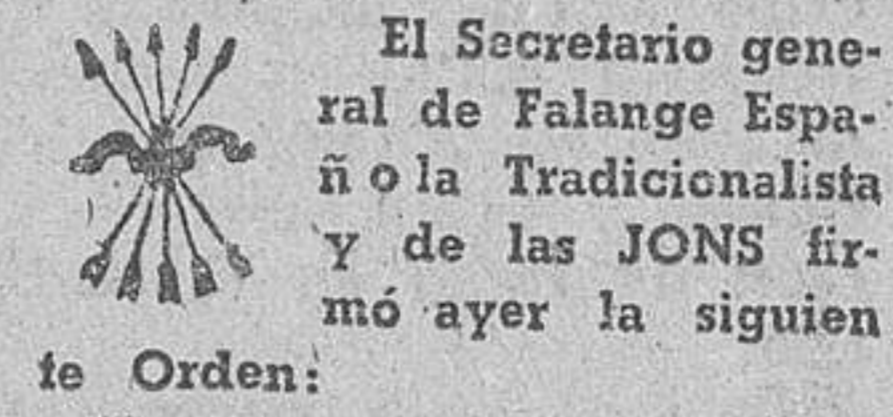 El Secretario gene-
ral de Falange Espa-
ñola Tradicionalista
y de las JONS fir-
mó ayer la siguien
te Orden: